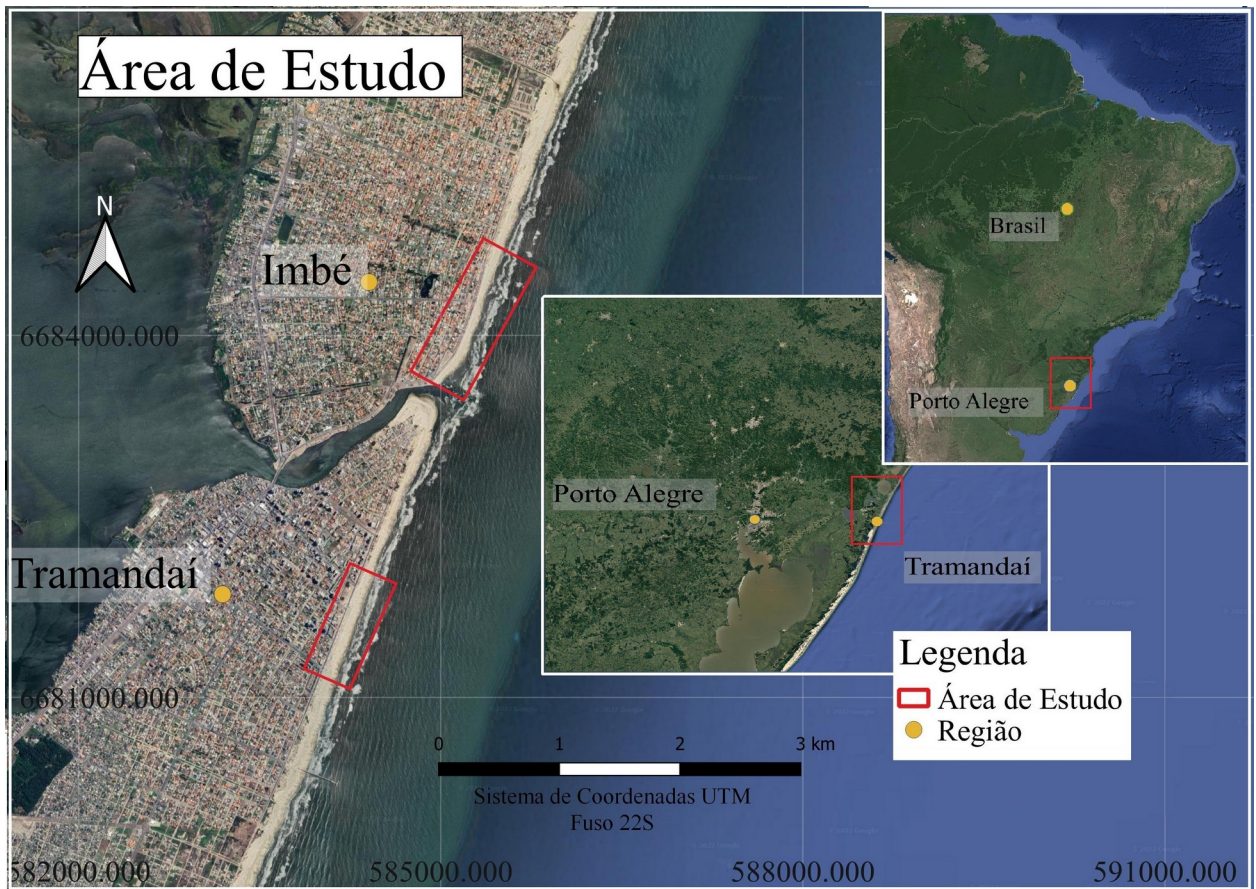 Área de Estudo
N
Imbé
6684000.000
Tramandaí
6681000.000
Brasil
Porto Alegre
Porto Alegre
Tramandaí
Legenda
Área de Estudo
Região
0 1 2 3 km
Sistema de Coordenadas UTM
Fuso 22S
582000.000 585000.000 588000.000 591000.000